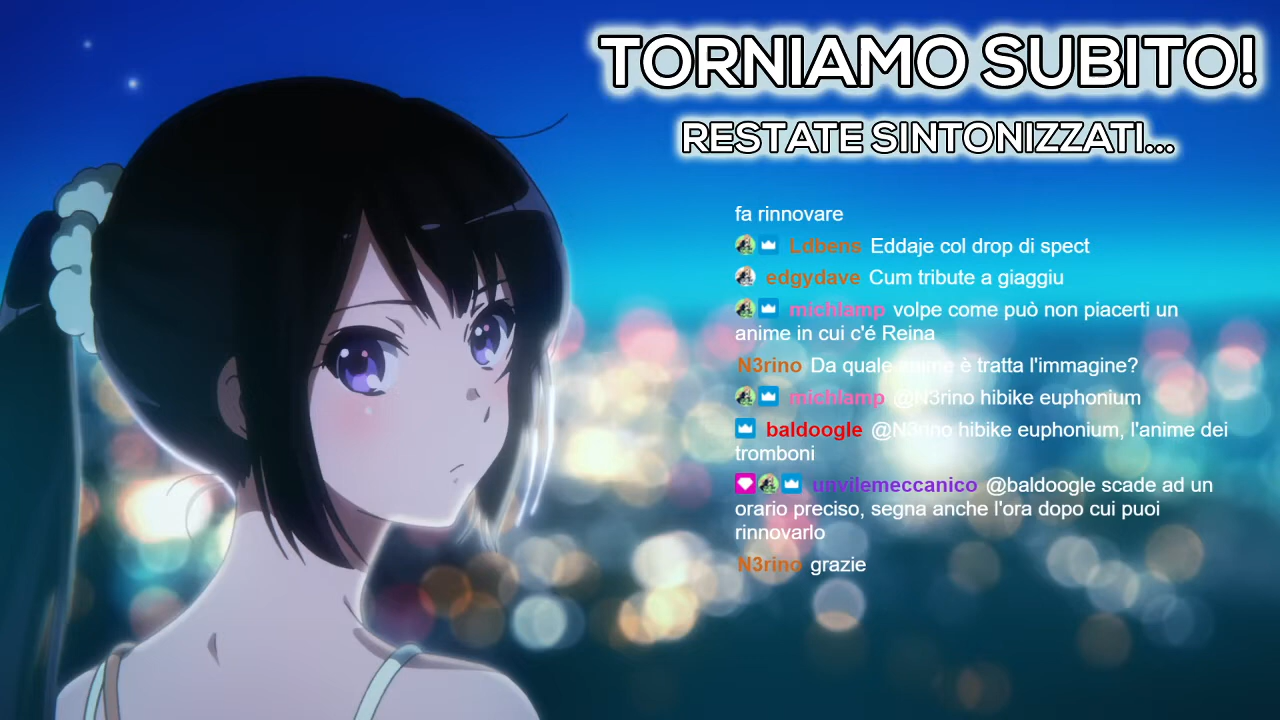 TORNIAMO SUBITO!
RESTATE SINTONIZZATI...
fa rinnovare
Ldbens Eddaje col drop di spect
edgydave Cum tribute a giaggiu
michlamp volpe come può non piacerti un
anime in cui c'é Reina
N3rino Da quale anime è tratta l'immagine?
michlamp @N3rino hibike euphonium
baldoogle @N3rino hibike euphonium, l'anime dei
tromboni
unvilemeccanico @baldoogle scade ad un
orario preciso, segna anche l'ora dopo cui puoi
rinnovarlo
N3rino grazie